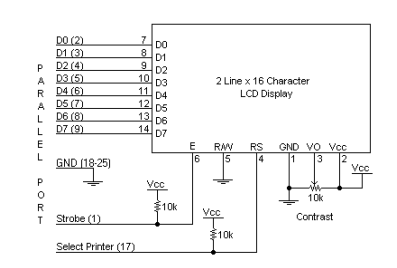 D0 (2) 7 D0
D1 (3) 8 D1
D2 (4) 9 D2
D3 (5) 10 D3
D4 (6) 11 D4
D5 (7) 12 D5
D6 (8) 13 D6
D7 (9) 14 D7
2 Line x 16 Character
LCD Display
E R/W RS GND VO Vcc
6 5 4 1 3 2
PARALLEL PORT
GND (18-25)
Vcc
10k
Strobe (1)
Vcc
10k
Select Printer (17)
Vcc
10k
Contrast